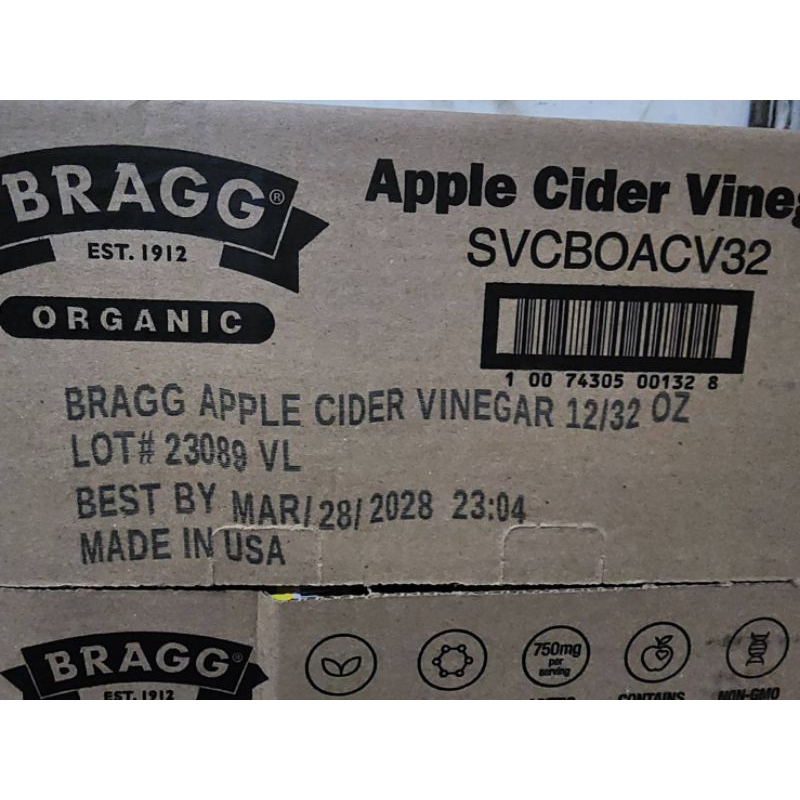 BRAGG®
EST. 1912
ORGANIC
Apple Cider
SVCBOACV32
1 00 74305 00132 8
BRAGG APPLE CIDER VINEGAR 12/32 OZ
LOT# 23089 VL
BEST BY MAR/28/2028 23:04
MADE IN USA
BRAGG®
EST. 1912
750mg
per
serving
CONTAINS
NON-GMO